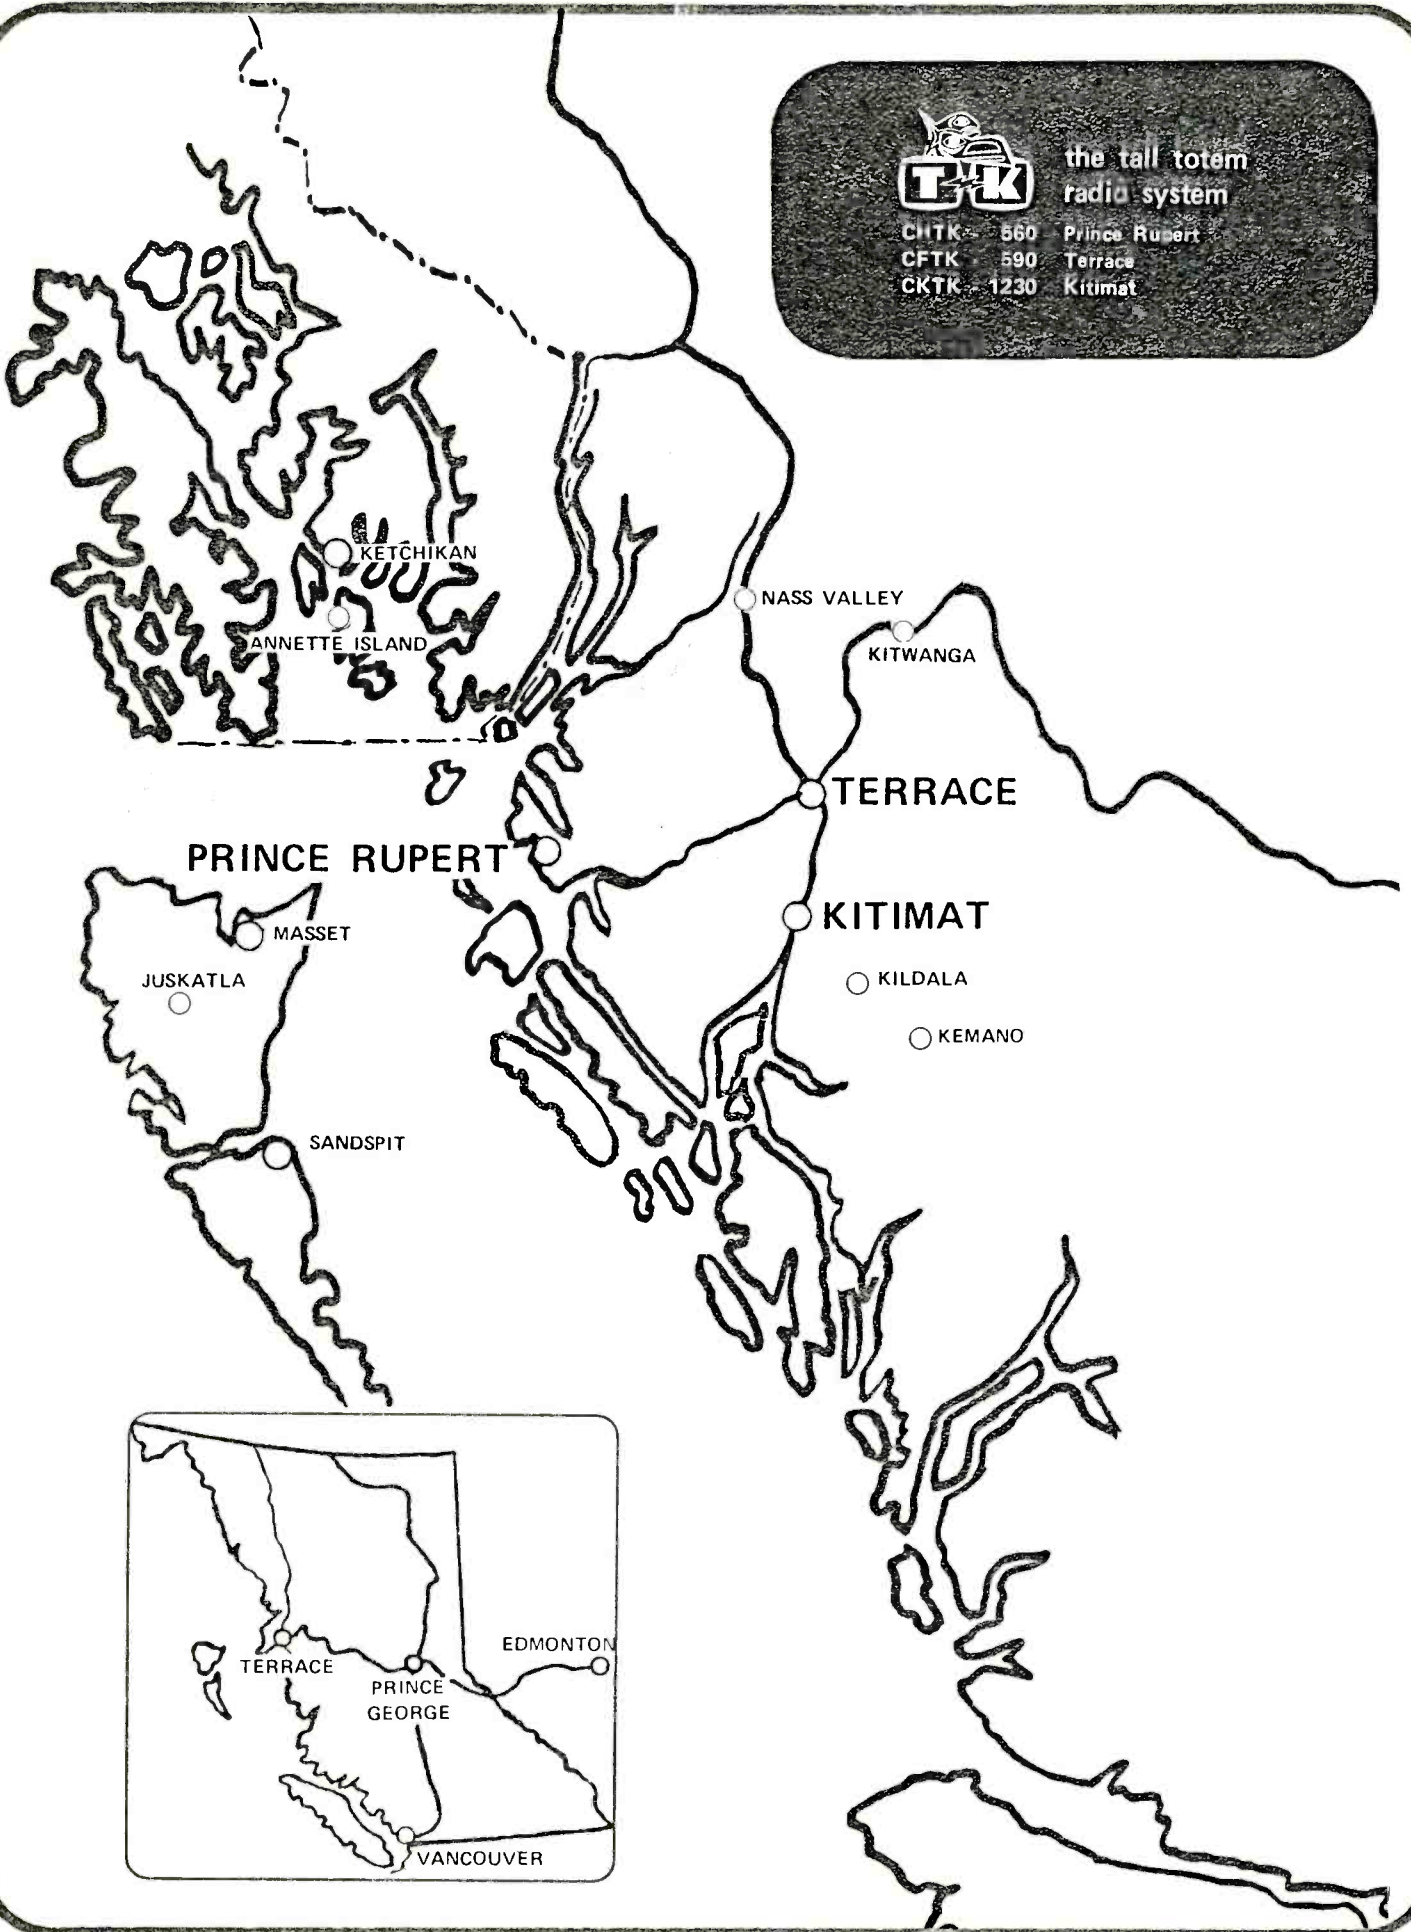 the tall totem
radio system
T K
CHTK - 560 Prince Rupert
CFTK - 590 Terrace
CKTK - 1230 Kitimat
KETCHIKAN
ANNETTE ISLAND
NASS VALLEY
KITWANGA
TERRACE
PRINCE RUPERT
KITIMAT
MASSET
JUSKATLA
KILDALA
KEMANO
SANDSPIT
EDMONTON
TERRACE
PRINCE
GEORGE
VANCOUVER